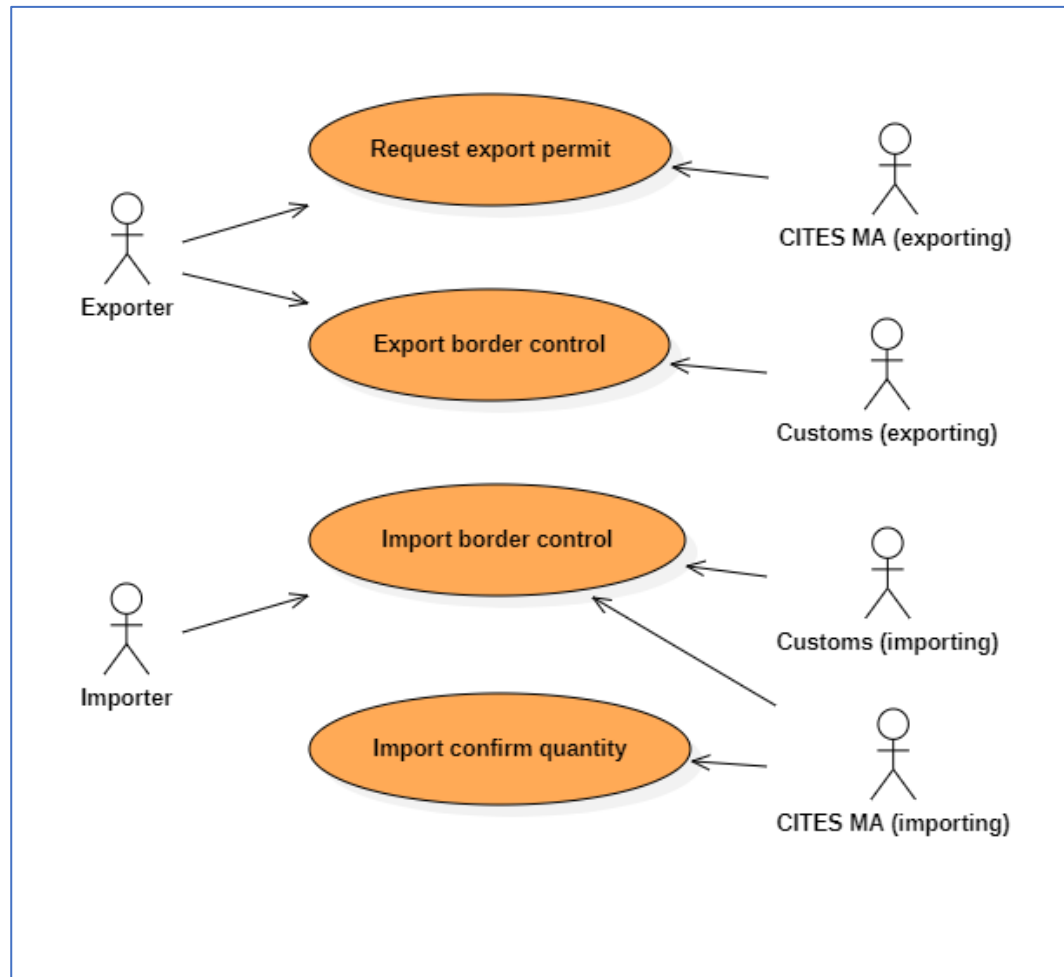 Request export permit
CITES MA (exporting)
Exporter
Export border control
Customs (exporting)
Import border control
Customs (importing)
Importer
Import confirm quantity
CITES MA (importing)